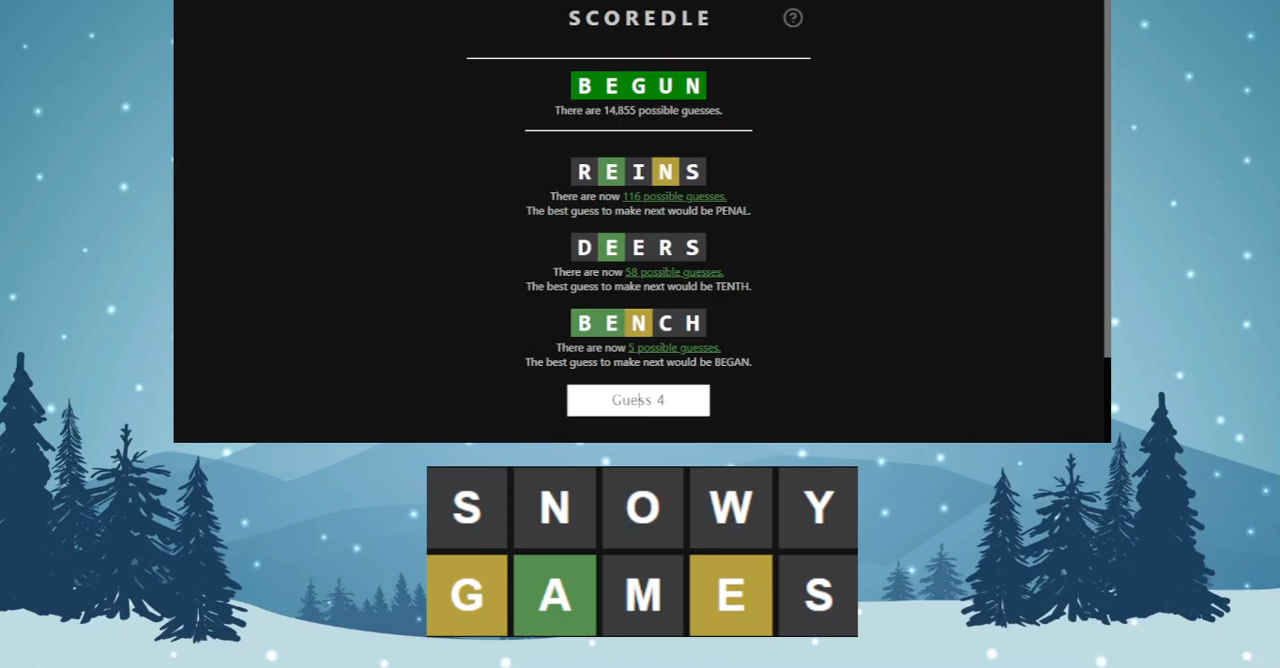 SCOREDLE ?
BEGUN
There are 14,855 possible guesses.
REINS
There are now 116 possible guesses.
The best guess to make next would be PENAL.
DEERS
There are now 58 possible guesses.
The best guess to make next would be TENTH.
BENCH
There are now 5 possible guesses.
The best guess to make next would be BEGAN.
Guess 4
SNOWY
GAMES